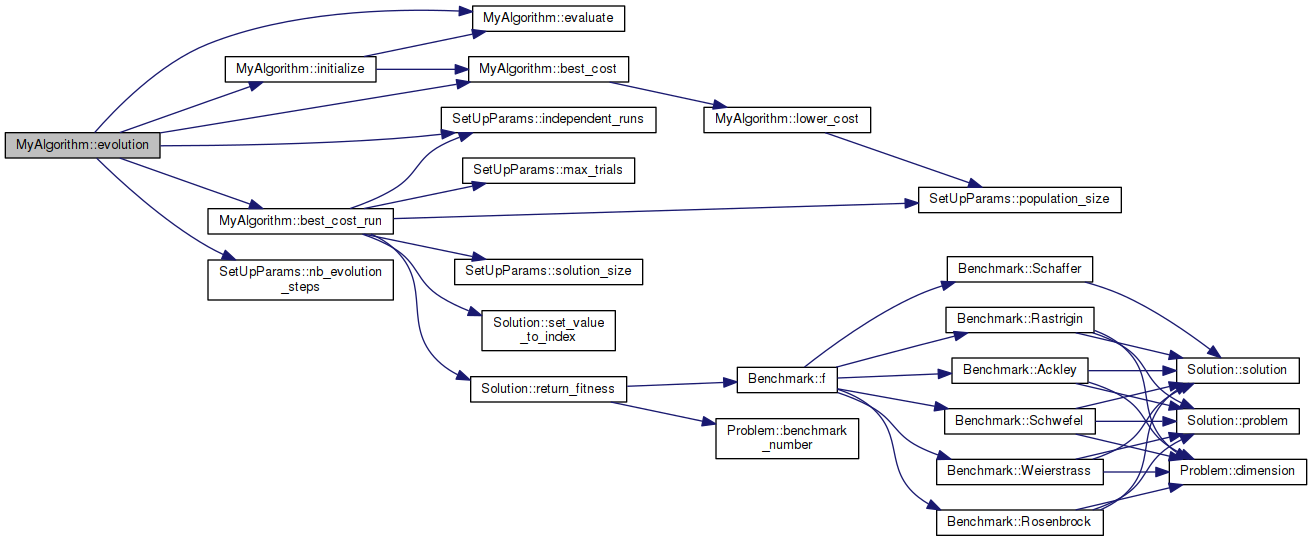 MyAlgorithm::evolution
MyAlgorithm::evaluate
MyAlgorithm::initialize
MyAlgorithm::best_cost
MyAlgorithm::lower_cost
SetUpParams::independent_runs
SetUpParams::max_trials
SetUpParams::population_size
MyAlgorithm::best_cost_run
SetUpParams::nb_evolution
_steps
SetUpParams::solution_size
Solution::set_value
_to_index
Solution::return_fitness
Benchmark::f
Problem::benchmark
_number
Benchmark::Schaffer
Benchmark::Rastrigin
Benchmark::Ackley
Benchmark::Schwefel
Benchmark::Weierstrass
Benchmark::Rosenbrock
Solution::solution
Solution::problem
Problem::dimension